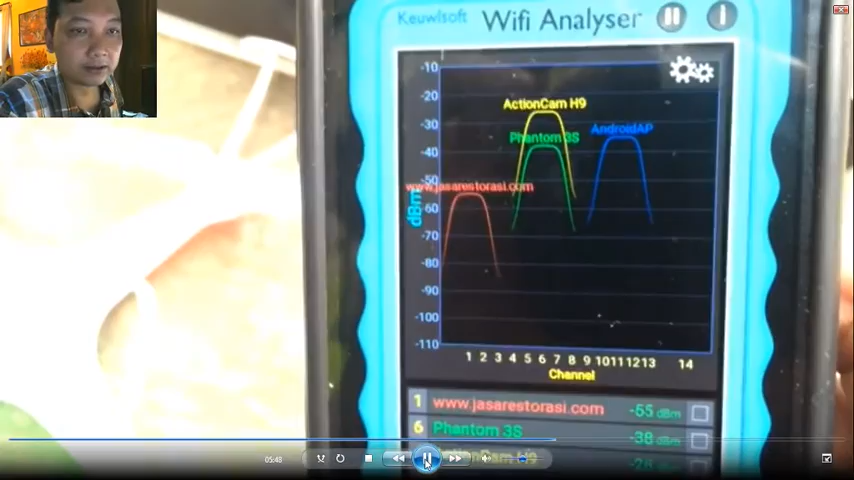 Keuwlsoft Wifi Analyser
-10
-20
-30
-40
-50
-60
-70
-80
-90
-100
-110
dBm
ActionCam H9
Phantom 3S
AndroidAP
www.jasarestorasi.com
1 2 3 4 5 6 7 8 9 10 11 12 13 14
Channel
1 www.jasarestorasi.com -55 dBm
6 Phantom 3S -38 dBm
ActionCam H9
05:48